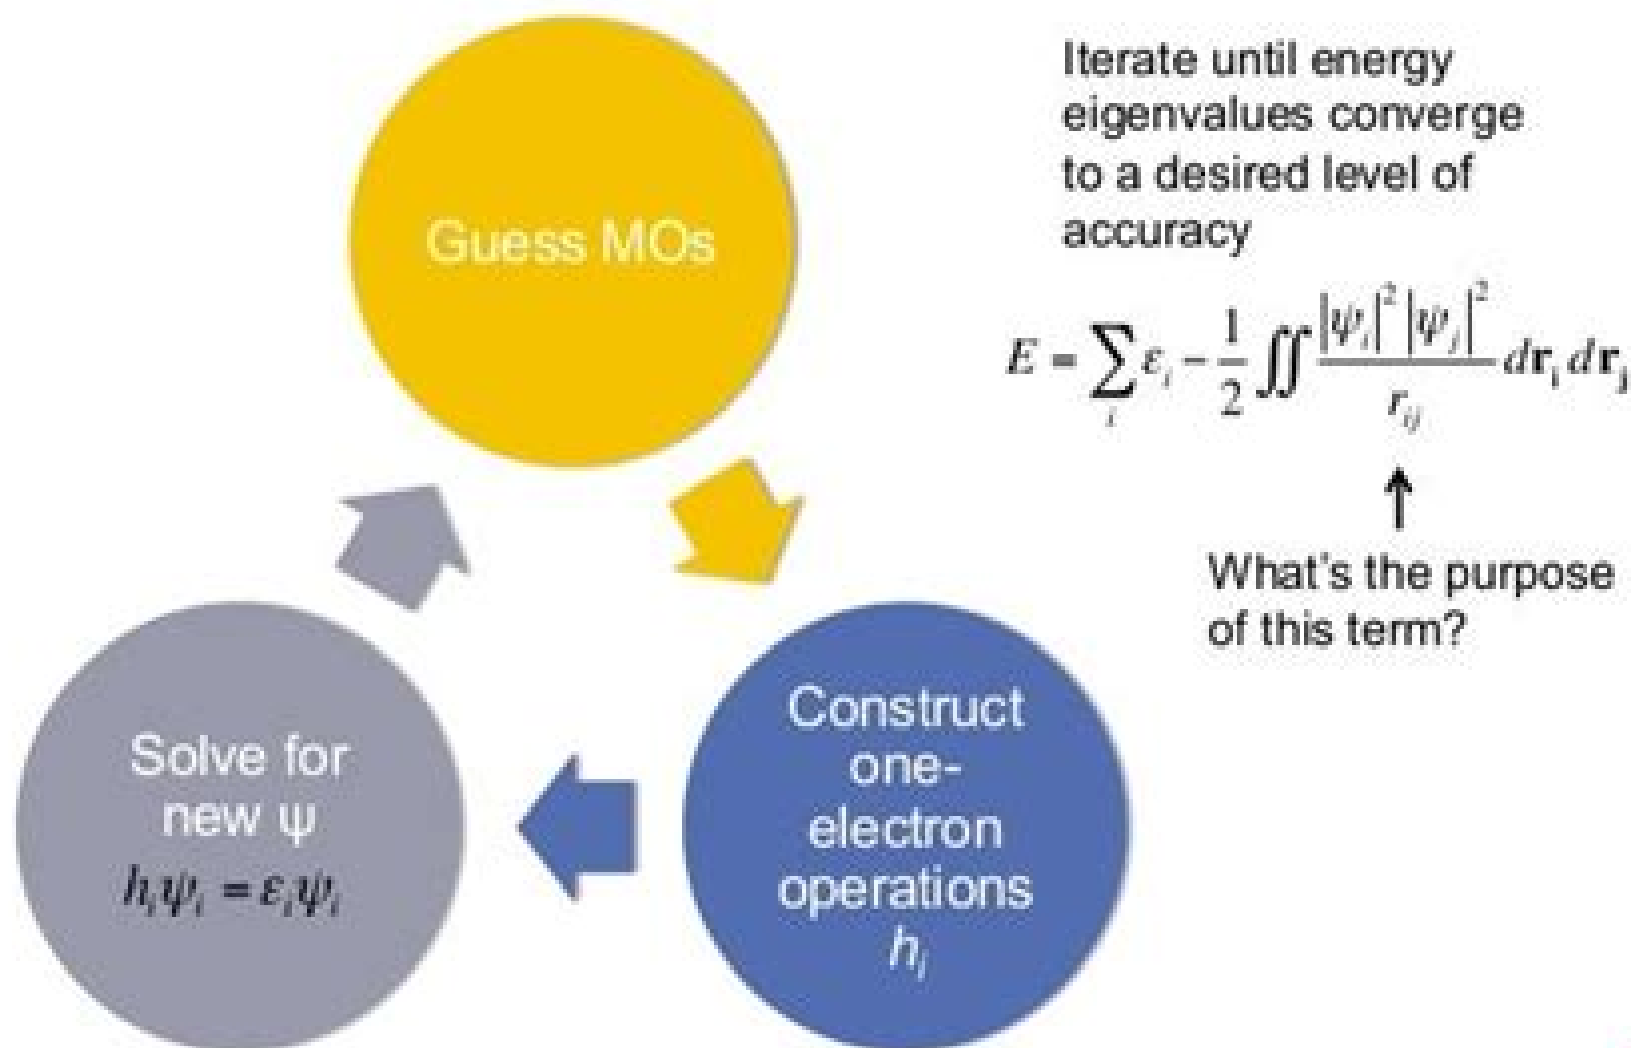 Guess MOs
Iterate until energy
eigenvalues converge
to a desired level of
accuracy
E = ∑_i ε_i − 1/2 ∬ |ψ_i|² |ψ_j|² / r_ij dr_i dr_j
What's the purpose
of this term?
Construct
one-
electron
operations
h_i
Solve for
new ψ
h_iψ_i = ε_iψ_i